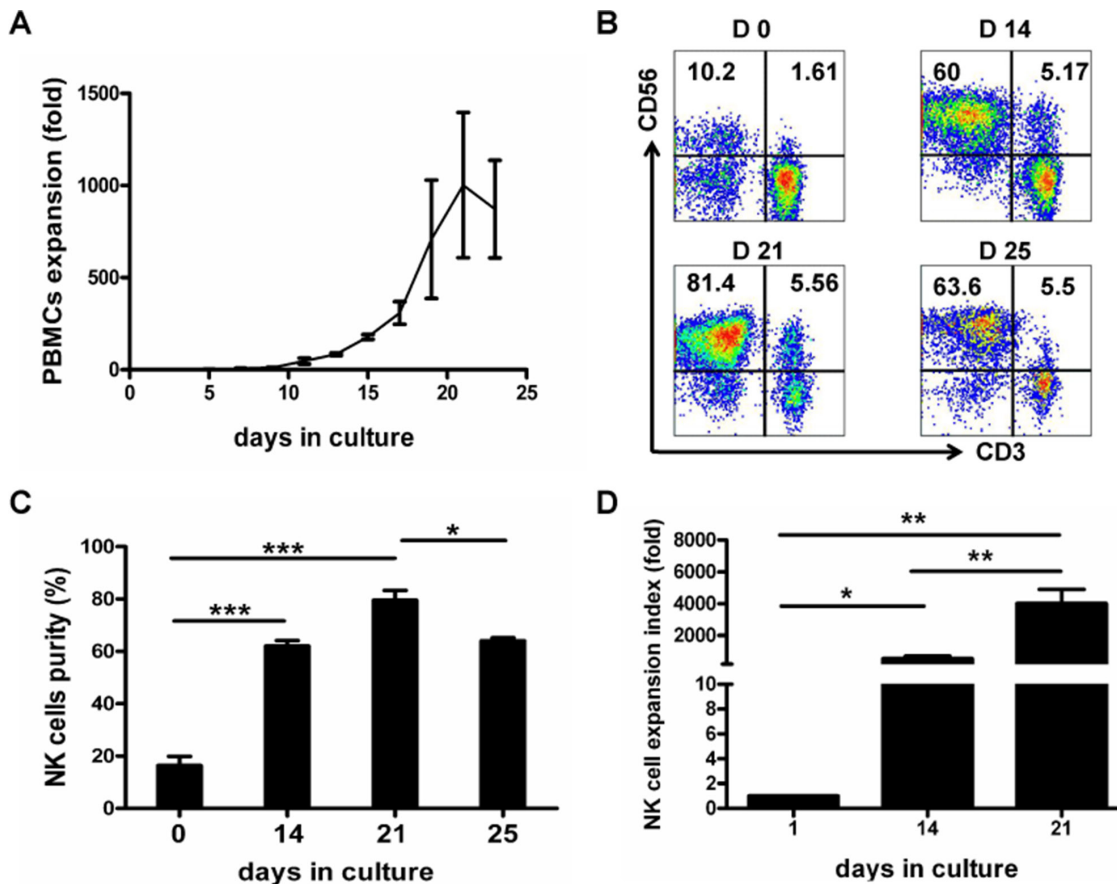 A
PBMCs expansion (fold)
1500
1000
500
0
0 5 10 15 20 25
days in culture
B
CD56
D 0
10.2 1.61
D 14
60 5.17
D 21
81.4 5.56
D 25
63.6 5.5
CD3
C
NK cells purity (%)
100
80
60
40
20
0
***
***
*
0 14 21 25
days in culture
D
NK cell expansion index (fold)
8000
6000
4000
2000
10
8
6
4
2
0
**
**
*
1 14 21
days in culture